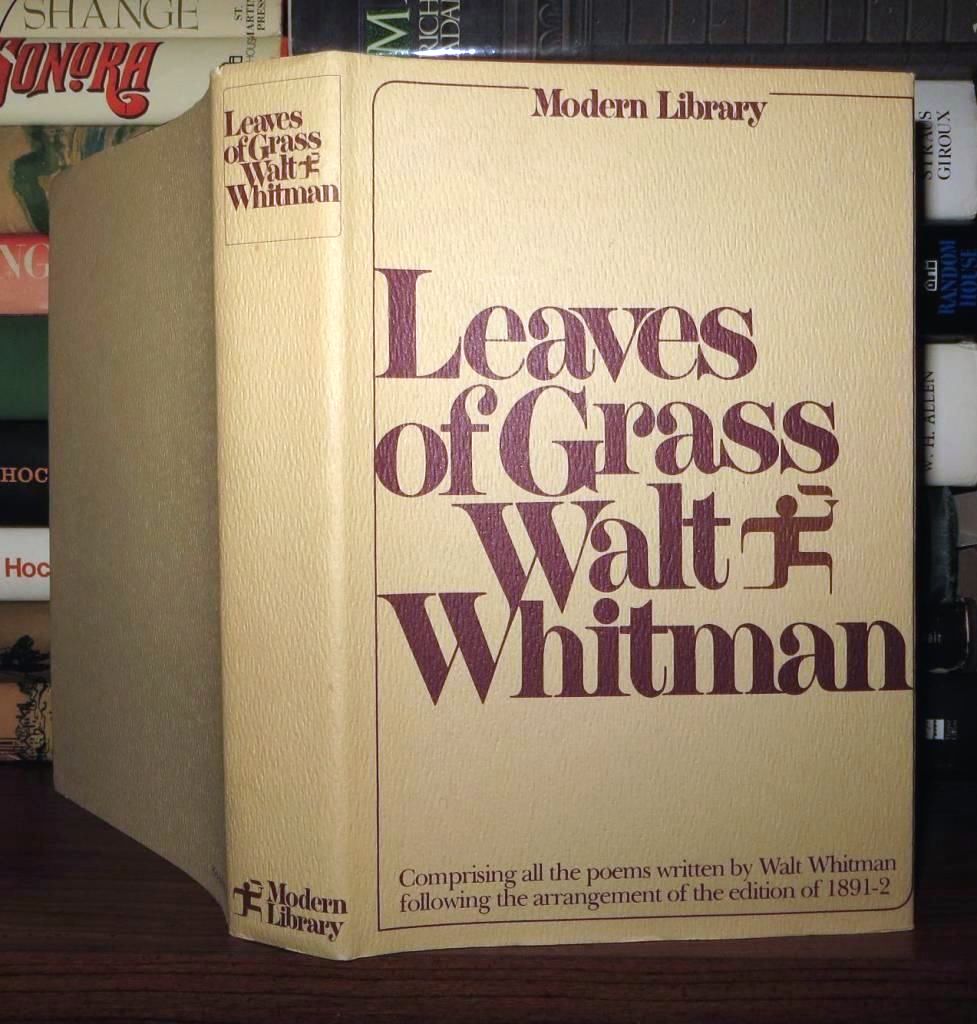 SHANGE
ST.
MARTIN
PRESS
SONORA
M
RICH
ADA
NG
HOC
Hoc
Leaves
of Grass
Walt
Whitman
Modern
Library
Modern Library
Leaves
of Grass
Walt
Whitman
Comprising all the poems written by Walt Whitman
following the arrangement of the edition of 1891-2
STRAUS
GIROUX
RANDOM
HOUSE
W. H. ALLEN